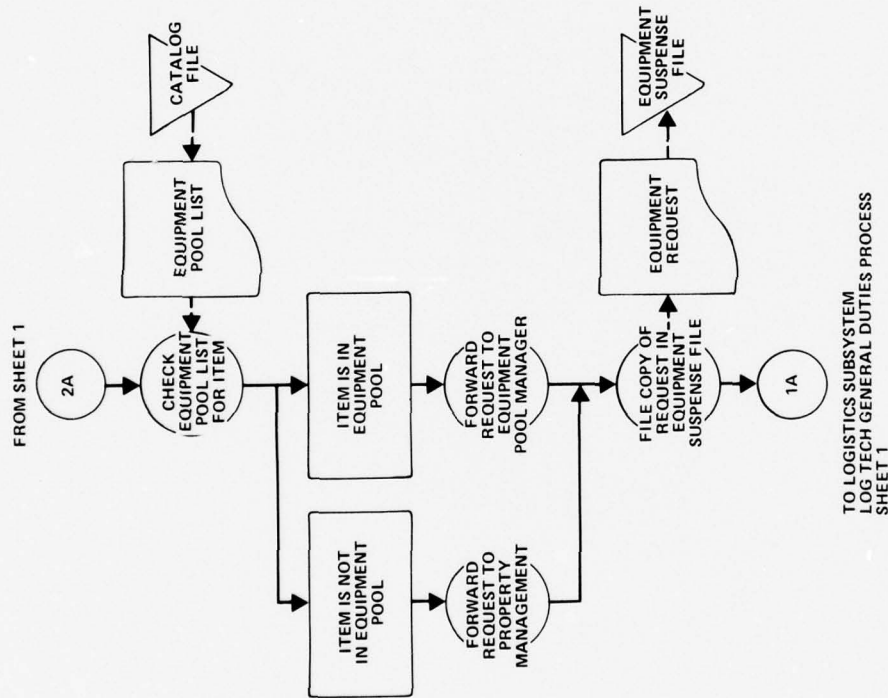 FROM SHEET 1
2A
CATALOG
FILE
EQUIPMENT
POOL LIST
CHECK
EQUIPMENT
POOL LIST
FOR ITEM
ITEM IS NOT
IN EQUIPMENT
POOL
ITEM IS IN
EQUIPMENT
POOL
FORWARD
REQUEST TO
PROPERTY
MANAGEMENT
FORWARD
REQUEST TO
EQUIPMENT
POOL MANAGER
FILE COPY OF
REQUEST IN
EQUIPMENT
SUSPENSE FILE
EQUIPMENT
REQUEST
EQUIPMENT
SUSPENSE
FILE
1A
TO LOGISTICS SUBSYSTEM
LOG TECH GENERAL DUTIES PROCESS
SHEET 1